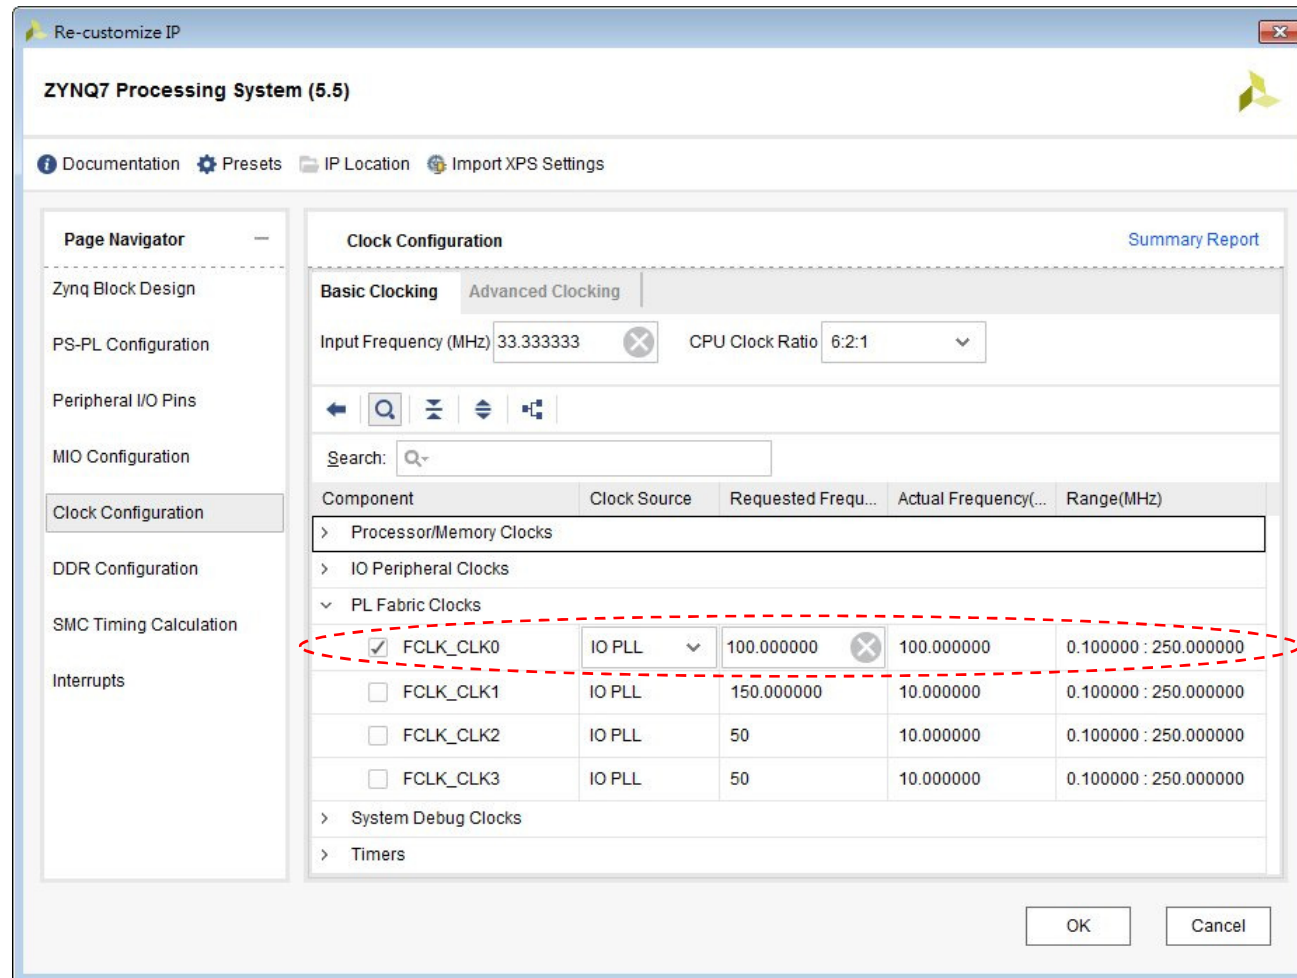 Re-customize IP
ZYNQ7 Processing System (5.5)
Documentation Presets IP Location Import XPS Settings
Page Navigator
Zynq Block Design
PS-PL Configuration
Peripheral I/O Pins
MIO Configuration
Clock Configuration
DDR Configuration
SMC Timing Calculation
Interrupts
Clock Configuration Summary Report
Basic Clocking Advanced Clocking
Input Frequency (MHz) 33.333333 CPU Clock Ratio 6:2:1
Search:
Component Clock Source Requested Frequ... Actual Frequency(... Range(MHz)
Processor/Memory Clocks
IO Peripheral Clocks
PL Fabric Clocks
FCLK_CLK0 IO PLL 100.000000 100.000000 0.100000 : 250.000000
FCLK_CLK1 IO PLL 150.000000 10.000000 0.100000 : 250.000000
FCLK_CLK2 IO PLL 50 10.000000 0.100000 : 250.000000
FCLK_CLK3 IO PLL 50 10.000000 0.100000 : 250.000000
System Debug Clocks
Timers
OK Cancel